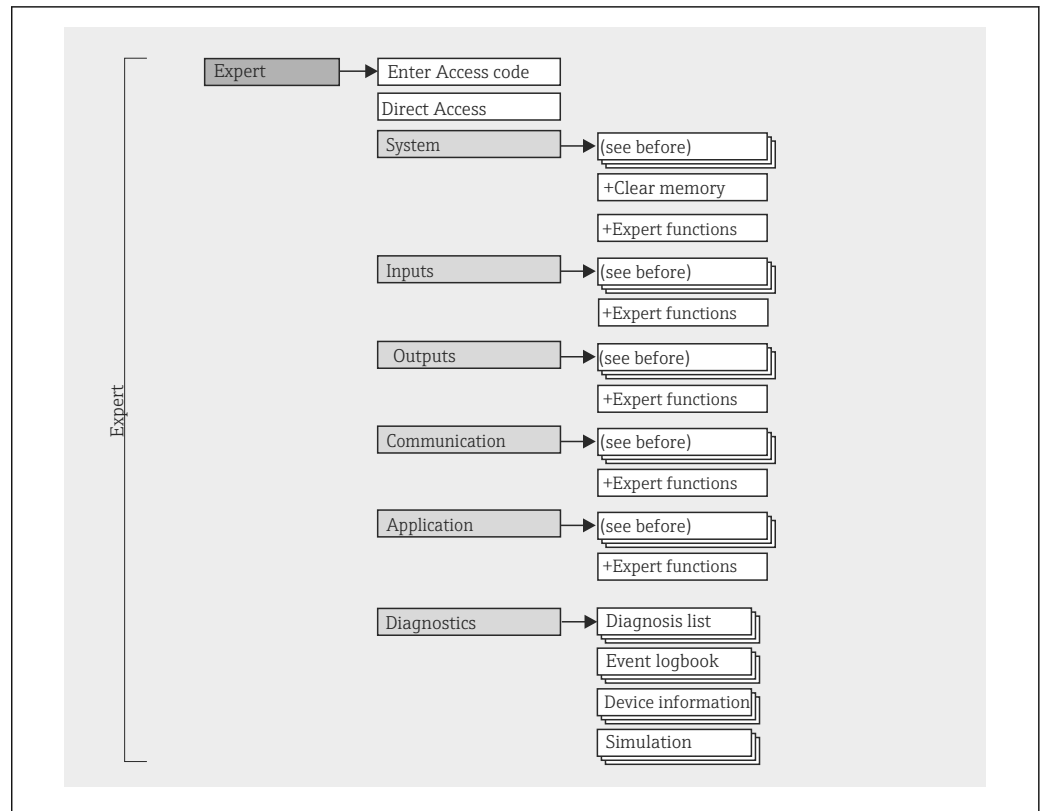 Expert
Expert
Enter Access code
Direct Access
System
(see before)
+Clear memory
+Expert functions
Inputs
(see before)
+Expert functions
Outputs
(see before)
+Expert functions
Communication
(see before)
+Expert functions
Application
(see before)
+Expert functions
Diagnostics
Diagnosis list
Event logbook
Device information
Simulation